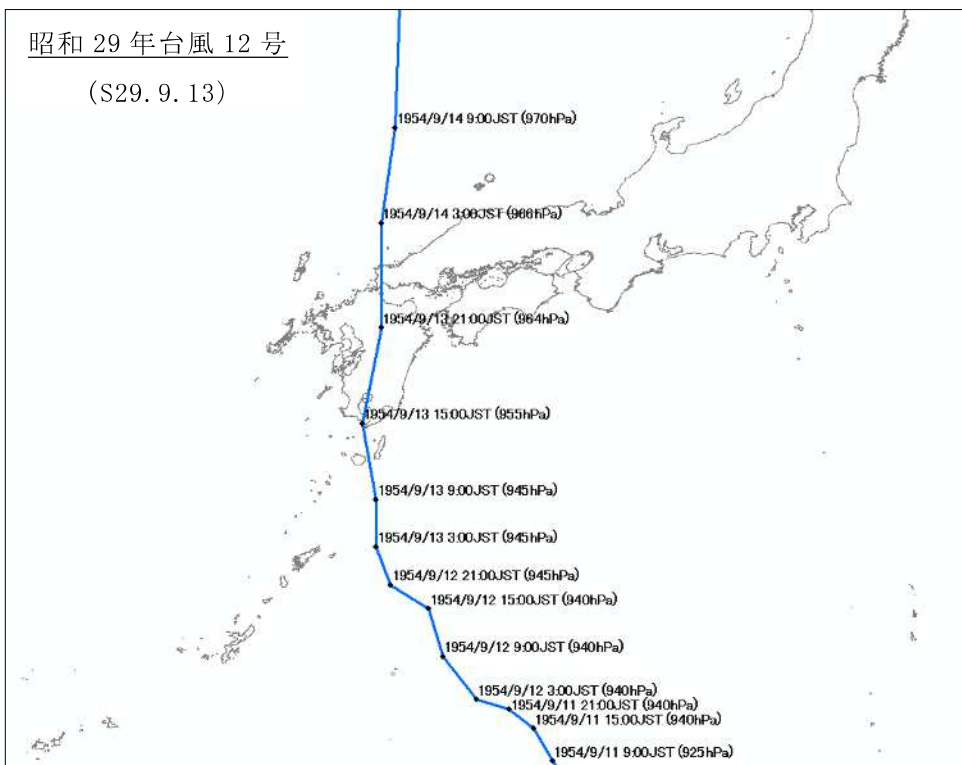 昭和 29 年台風 12 号
(S29.9.13)
1954/9/14 9:00JST (970hPa)
1954/9/14 3:00JST (966hPa)
1954/9/13 21:00JST (964hPa)
1954/9/13 15:00JST (955hPa)
1954/9/13 9:00JST (945hPa)
1954/9/13 3:00JST (945hPa)
1954/9/12 21:00JST (945hPa)
1954/9/12 15:00JST (940hPa)
1954/9/12 9:00JST (940hPa)
1954/9/12 3:00JST (940hPa)
1954/9/11 21:00JST (940hPa)
1954/9/11 15:00JST (940hPa)
1954/9/11 9:00JST (925hPa)